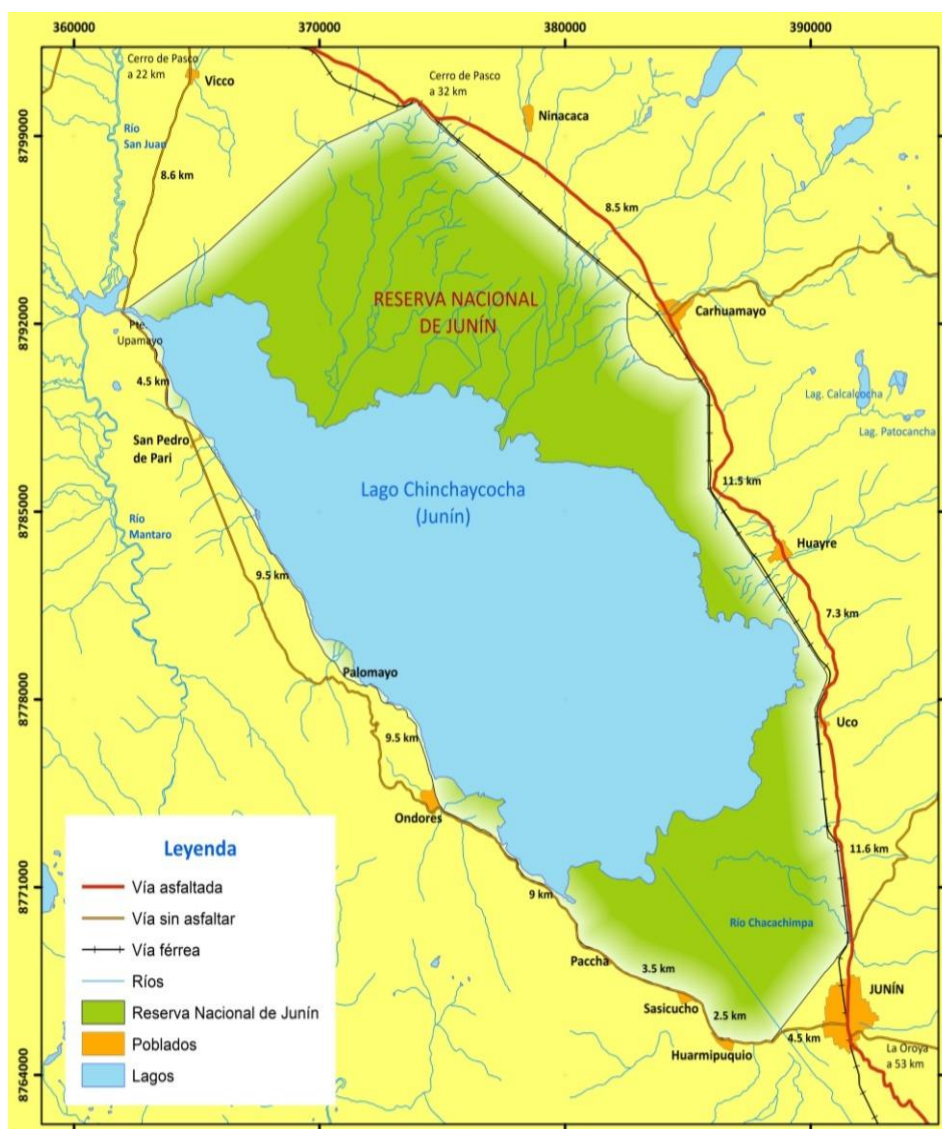 360000
370000
380000
390000
Cerro de Pasco
a 22 km
Vicco
Cerro de Pasco
a 32 km
Ninacaca
8799000
Río
San Juan
8.6 km
8.5 km
RESERVA NACIONAL
DE JUNÍN
Carhuamayo
8792000
Pte.
Upamayo
4.5 km
Lag. Calcalcocha
San Pedro
de Pari
Lag. Patocancha
Lago Chinchaycocha
(Junín)
11.5 km
8785000
Río
Mantaro
Huayre
9.5 km
7.3 km
Palomayo
8778000
Uco
9.5 km
Ondores
Leyenda
Vía asfaltada
Vía sin asfaltar
Vía férrea
Ríos
Reserva Nacional de Junín
Poblados
Lagos
11.6 km
8771000
9 km
Río Chacachimpa
Paccha
3.5 km
JUNÍN
Sasicucho
2.5 km
4.5 km
Huarmipuquio
La Oroya
a 53 km
8764000